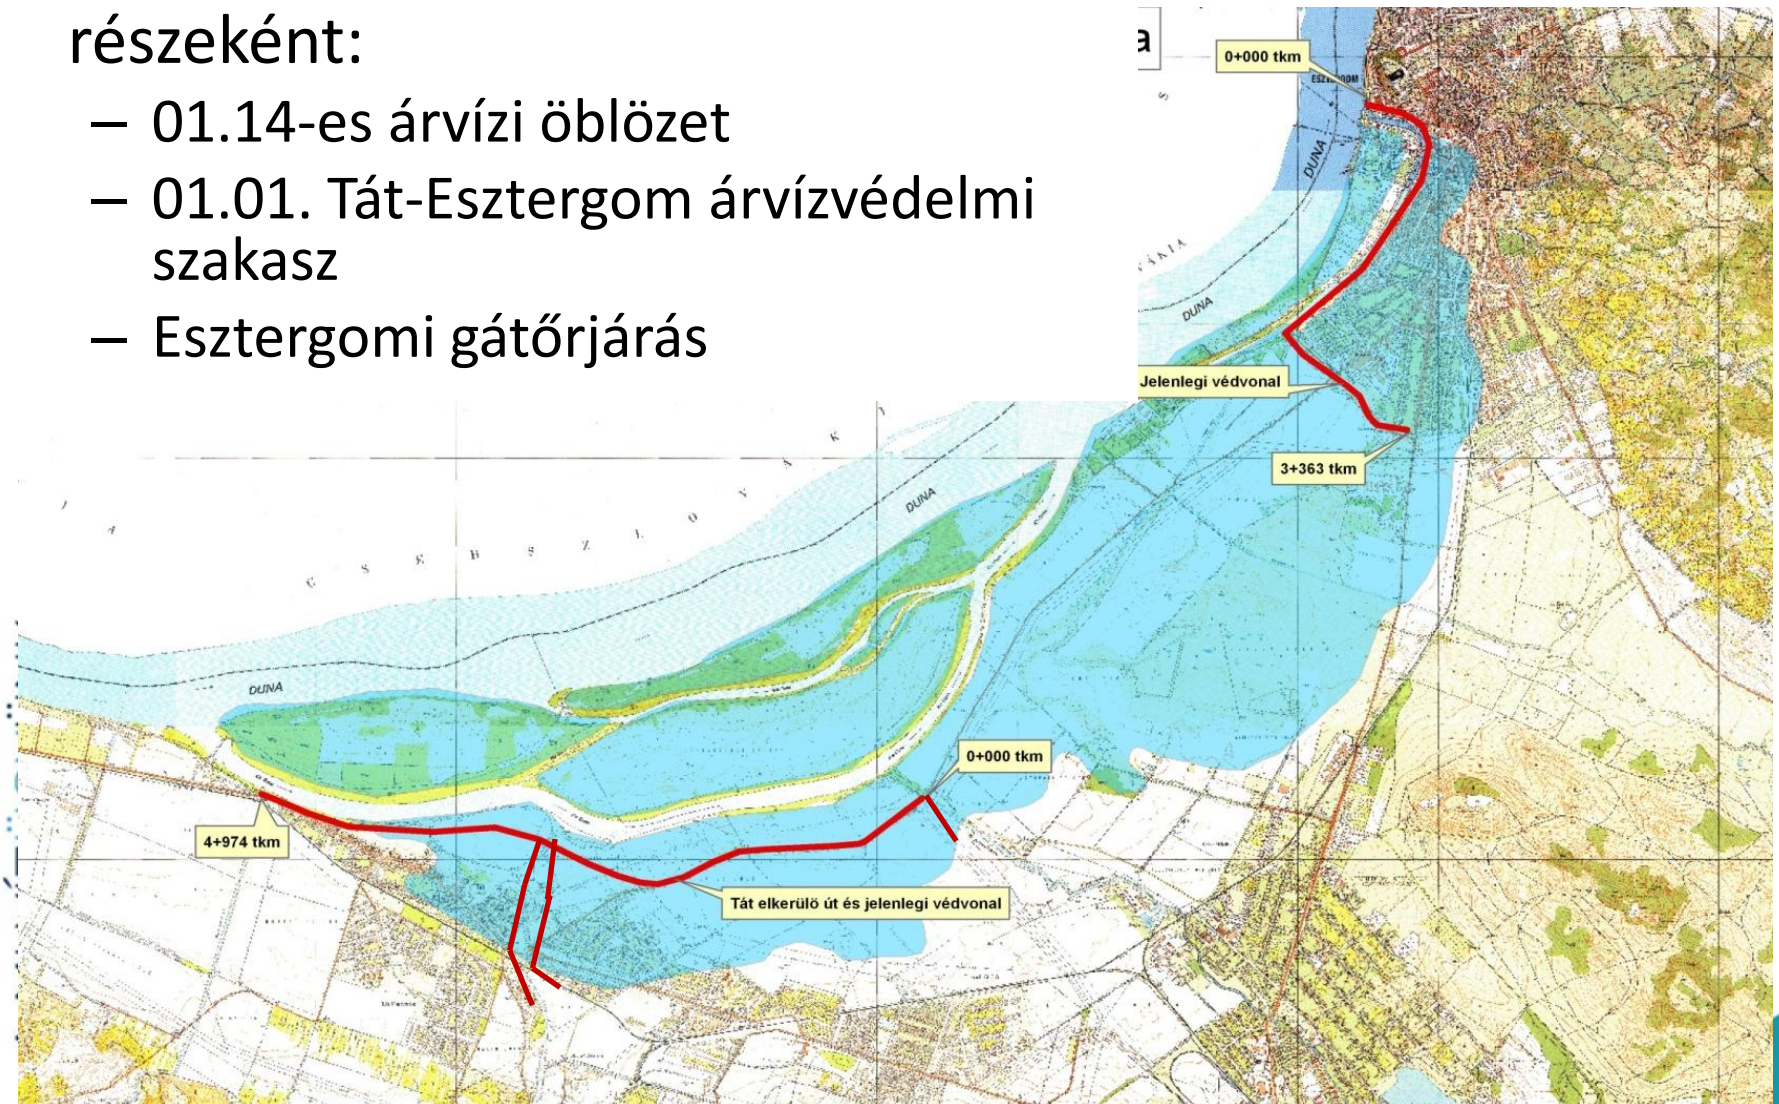 részeként:
– 01.14-es árvízi öblözet
– 01.01. Tát-Esztergom árvízvédelmi
szakasz
– Esztergomi gátőrjárás
a
0+000 tkm
DUNA
DUNA
Jelenlegi védvonal
3+363 tkm
DUNA
C S E H S Z L O V Á K I
DUNA
0+000 tkm
4+974 tkm
Tát elkerülö út és jelenlegi védvonal